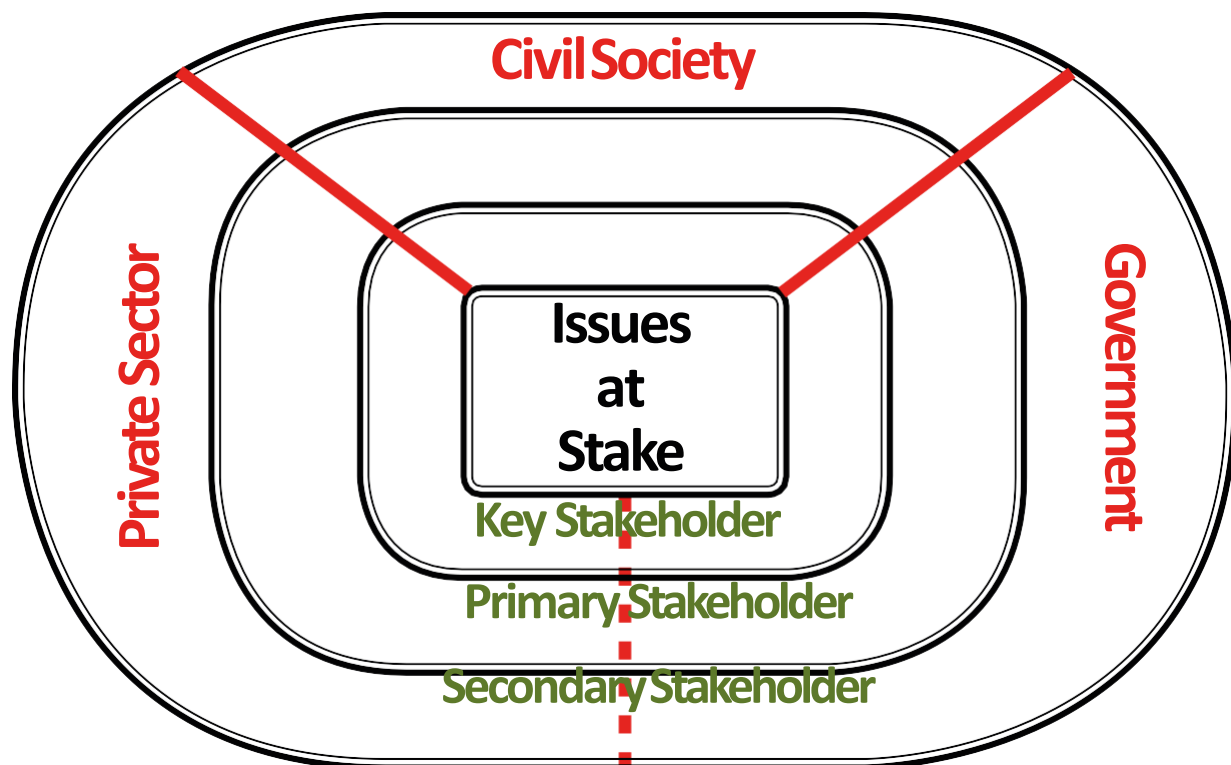 Civil Society
Private Sector
Government
Issues
at
Stake
Key Stakeholder
Primary Stakeholder
Secondary Stakeholder